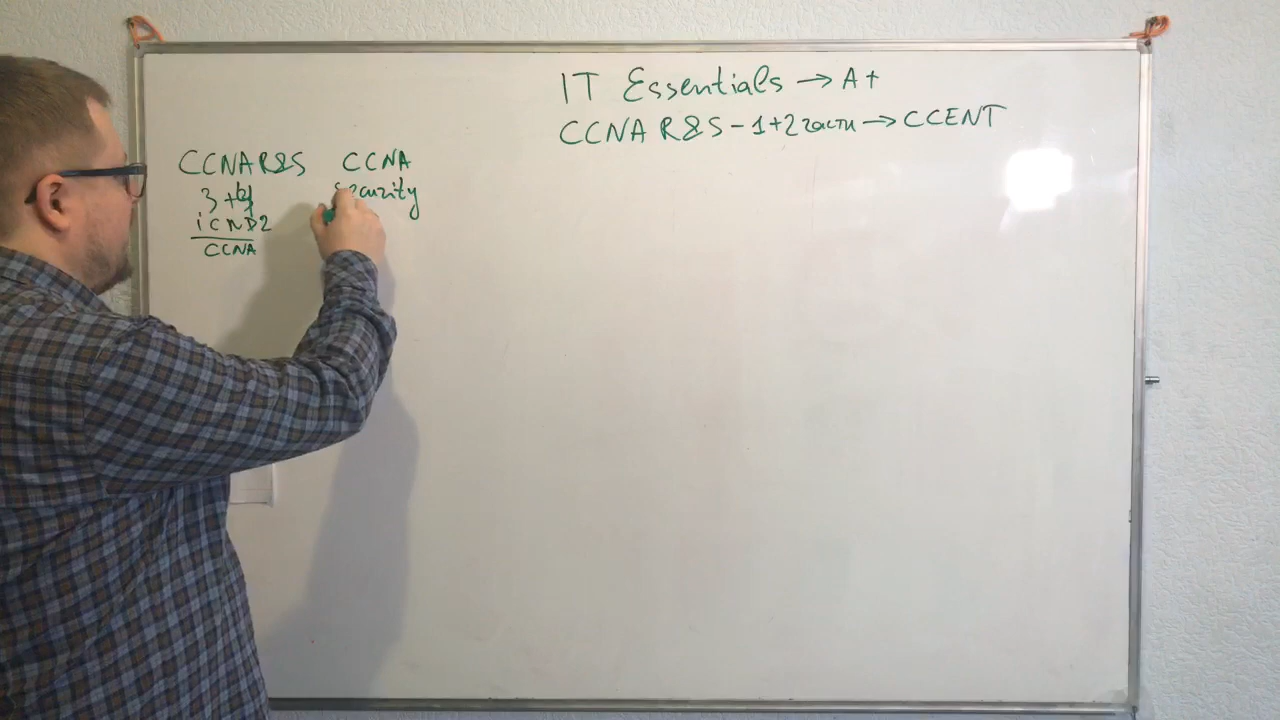 IT Essentials → A+
CCNA R&S - 1+2 части → CCENT
CCNA R&S
3+4
iCND2
CCNA
CCNA
Security